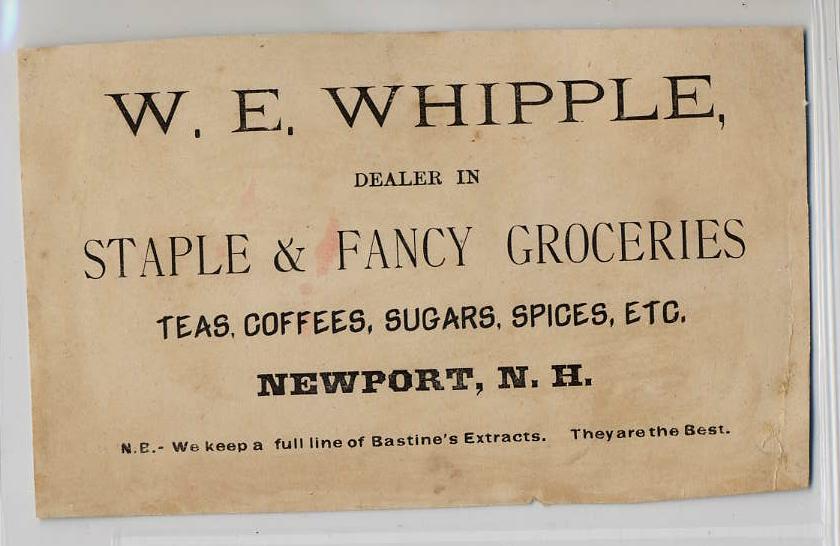 W. E. WHIPPLE,
DEALER IN
STAPLE & FANCY GROCERIES
TEAS, COFFEES, SUGARS, SPICES, ETC.
NEWPORT, N. H.
N.B.- We keep a full line of Bastine's Extracts. They are the Best.